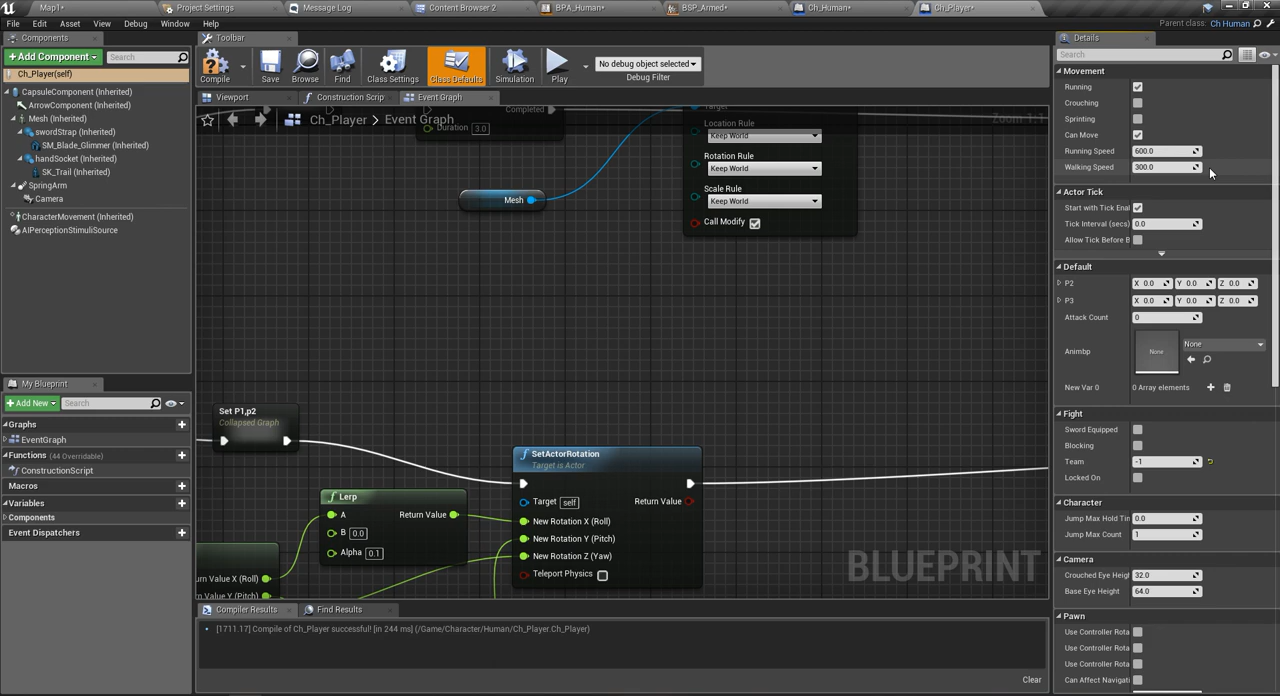 Map1*
Project Settings
Message Log
Content Browser 2
BPA_Human*
BSP_Armed*
Ch_Human*
Ch_Player*
File Edit Asset View Debug Window Help
Parent class: Ch Human
Components
Toolbar
Details
+ Add Component
Search
Ch_Player(self)
CapsuleComponent (Inherited)
ArrowComponent (Inherited)
Mesh (Inherited)
swordStrap (Inherited)
SM_Blade_Glimmer (Inherited)
handSocket (Inherited)
SK_Trail (Inherited)
SpringArm
Camera
CharacterMovement (Inherited)
AIPerceptionStimuliSource
Compile
Save
Browse
Find
Class Settings
Class Defaults
Simulation
Play
No debug object selected
Debug Filter
Viewport
Construction Scrip
Event Graph
Ch_Player > Event Graph
Zoom 1:1
Completed
Duration 3.0
Mesh
Target
Location Rule
Keep World
Rotation Rule
Keep World
Scale Rule
Keep World
Call Modify
Set P1,p2
Collapsed Graph
Lerp
A
Return Value
B 0.0
Alpha 0.1
urn Value X (Roll)
rn Value Y (Pitch)
SetActorRotation
Target is Actor
Target self
Return Value
New Rotation X (Roll)
New Rotation Y (Pitch)
New Rotation Z (Yaw)
Teleport Physics
BLUEPRINT
My Blueprint
+ Add New
Search
Graphs
EventGraph
Functions (44 Overridable)
ConstructionScript
Macros
Variables
Components
Event Dispatchers
Compiler Results
Find Results
[1711.17] Compile of Ch_Player successful! [in 244 ms] (/Game/Character/Human/Ch_Player.Ch_Player)
Clear
Search
Movement
Running
Crouching
Sprinting
Can Move
Running Speed 600.0
Walking Speed 300.0
Actor Tick
Start with Tick Enal
Tick Interval (secs) 0.0
Allow Tick Before B
Default
P2 X 0.0 Y 0.0 Z 0.0
P3 X 0.0 Y 0.0 Z 0.0
Attack Count 0
Animbp
None
None
New Var 0 0 Array elements
Fight
Sword Equipped
Blocking
Team -1
Locked On
Character
Jump Max Hold Tin 0.0
Jump Max Count 1
Camera
Crouched Eye Heigh 32.0
Base Eye Height 64.0
Pawn
Use Controller Rota
Use Controller Rota
Use Controller Rota
Can Affect Navigati